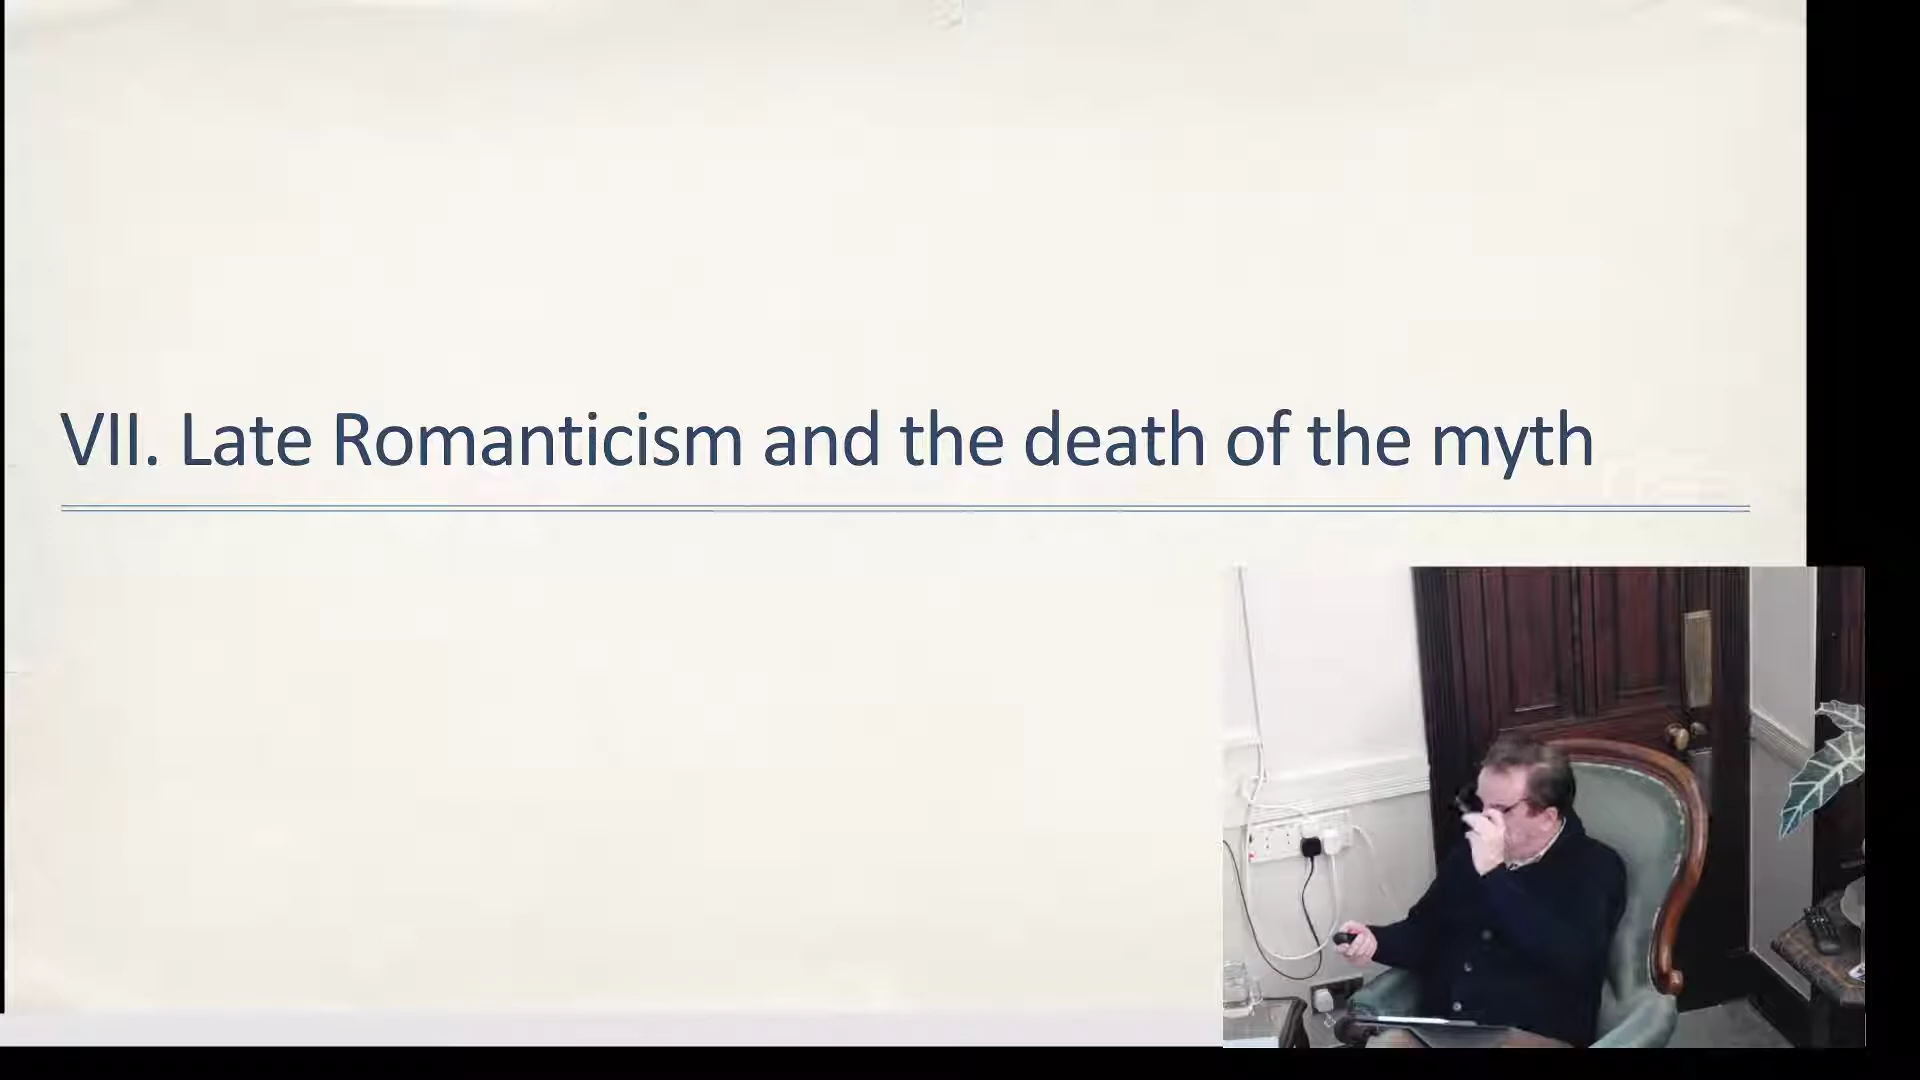 VII. Late Romanticism and the death of the myth